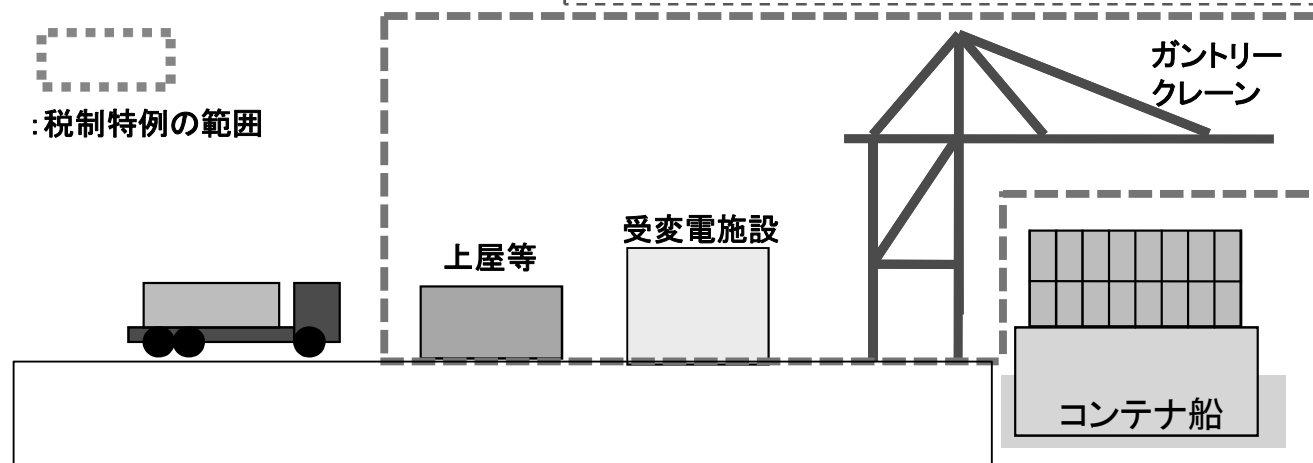 :税制特例の範囲
ガントリー
クレーン
受変電施設
上屋等
コンテナ船